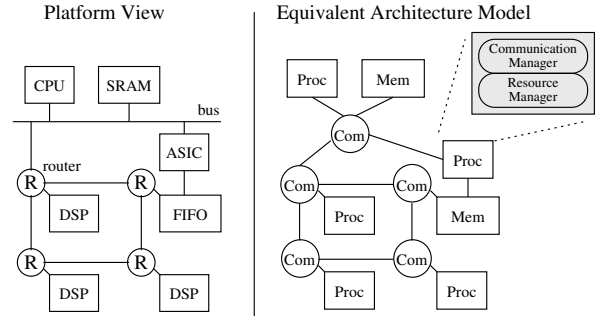 Platform View
Equivalent Architecture Model
CPU
SRAM
bus
ASIC
router
R
R
DSP
FIFO
R
R
DSP
DSP
Communication
Manager
Resource
Manager
Proc
Mem
Com
Proc
Com
Com
Proc
Mem
Com
Com
Proc
Proc